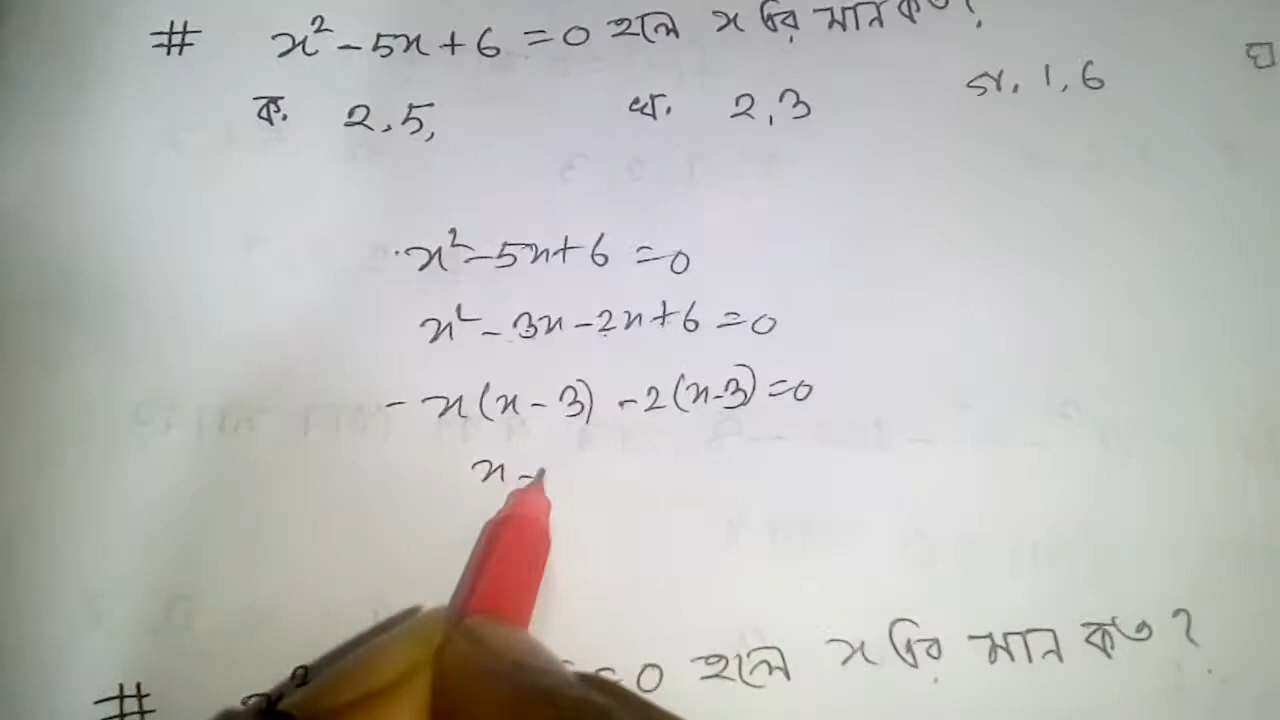 # x² - 5x + 6 = 0 হলে x এর মান কত?
ক. 2, 5, খ. 2, 3 গ. 1, 6 ঘ
x² - 5x + 6 = 0
x² - 3x - 2x + 6 = 0
- x(x - 3) - 2(x - 3) = 0
x -
# x² = 0 হলে x এর মান কত?